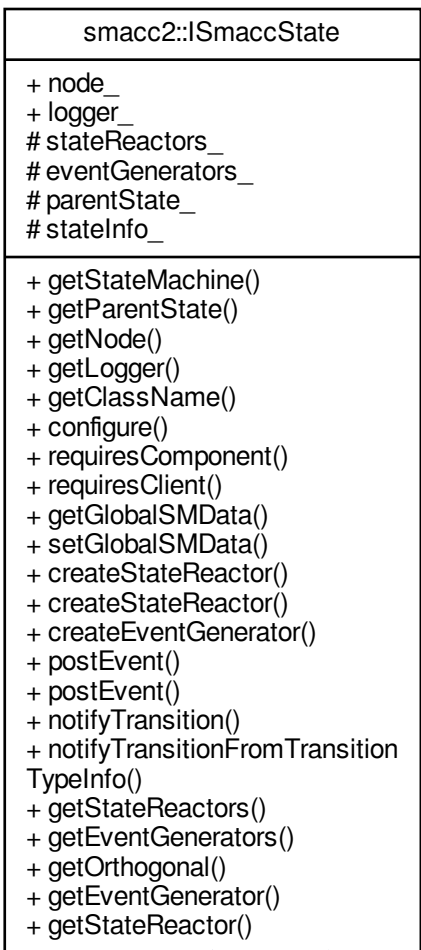 smacc2::ISmaccState
+ node_
+ logger_
# stateReactors_
# eventGenerators_
# parentState_
# stateInfo_
+ getStateMachine()
+ getParentState()
+ getNode()
+ getLogger()
+ getClassName()
+ configure()
+ requiresComponent()
+ requiresClient()
+ getGlobalSMData()
+ setGlobalSMData()
+ createStateReactor()
+ createStateReactor()
+ createEventGenerator()
+ postEvent()
+ postEvent()
+ notifyTransition()
+ notifyTransitionFromTransition
TypeInfo()
+ getStateReactors()
+ getEventGenerators()
+ getOrthogonal()
+ getEventGenerator()
+ getStateReactor()